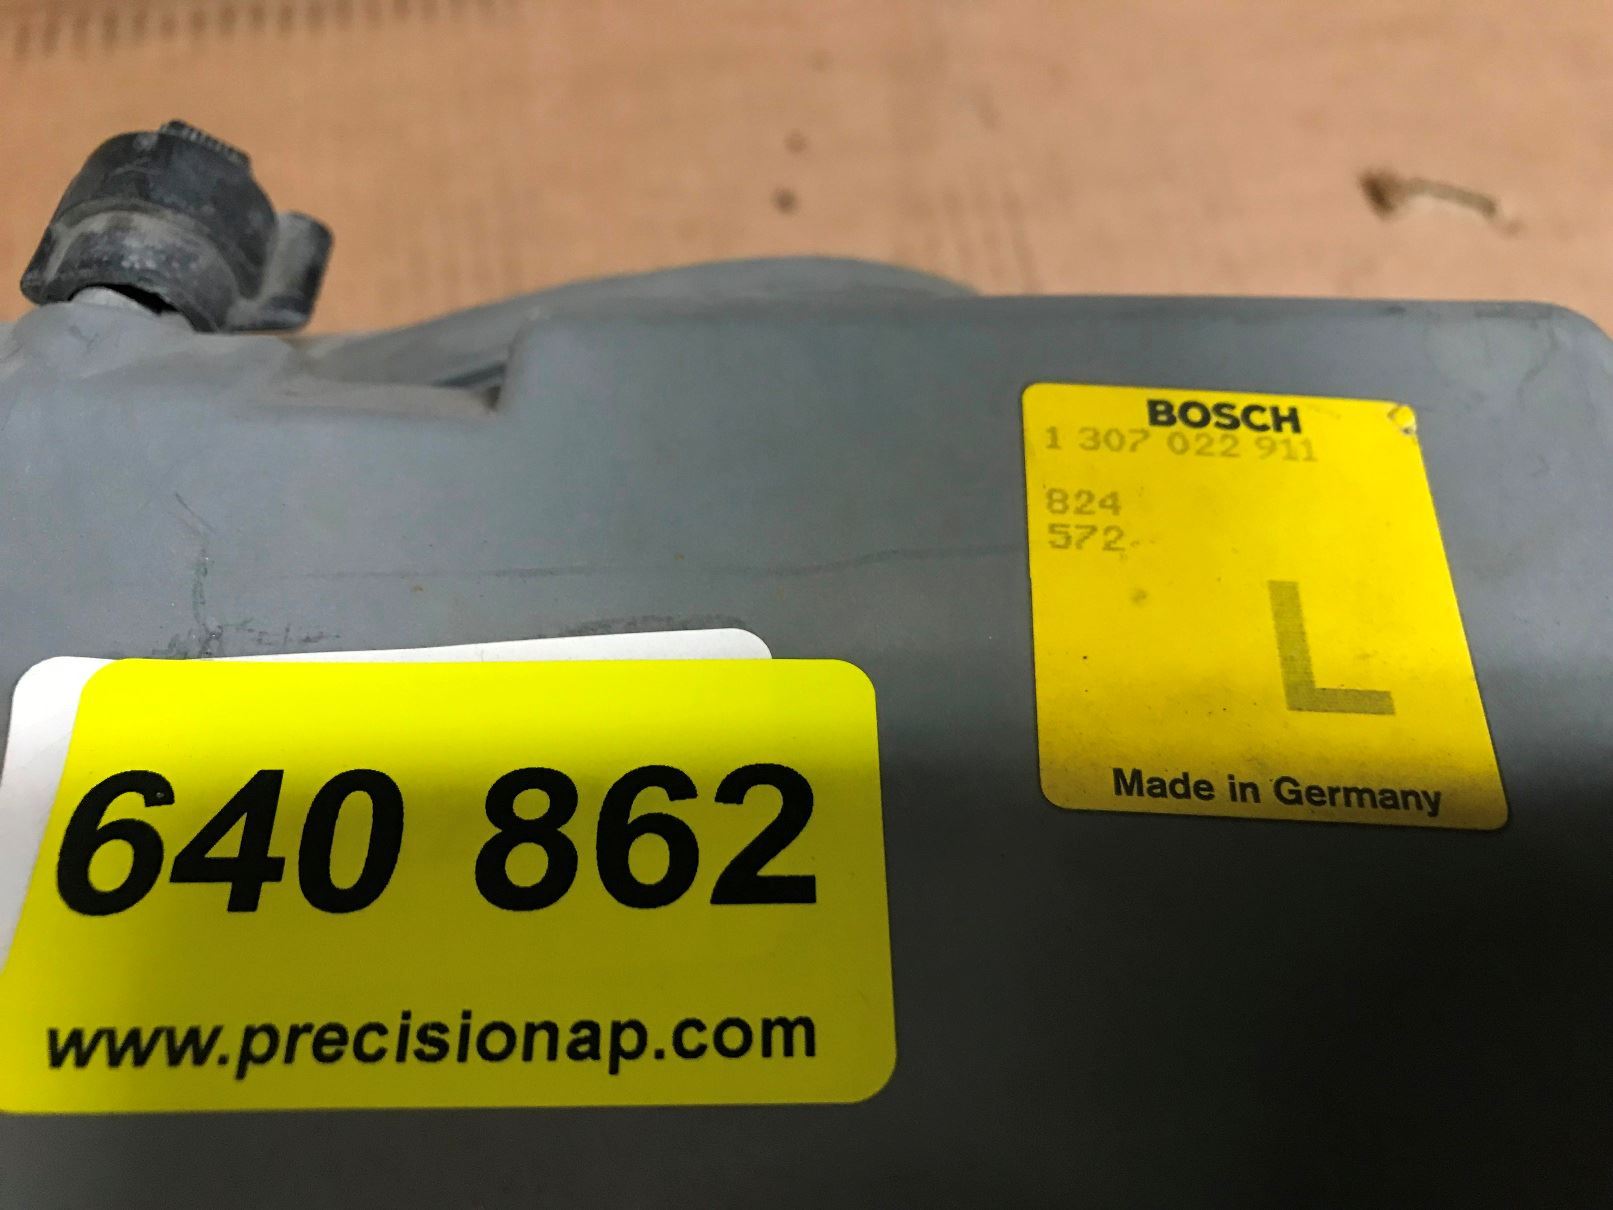 BOSCH
1 307 022 911
824
572
L
Made in Germany
640 862
www.precisionap.com